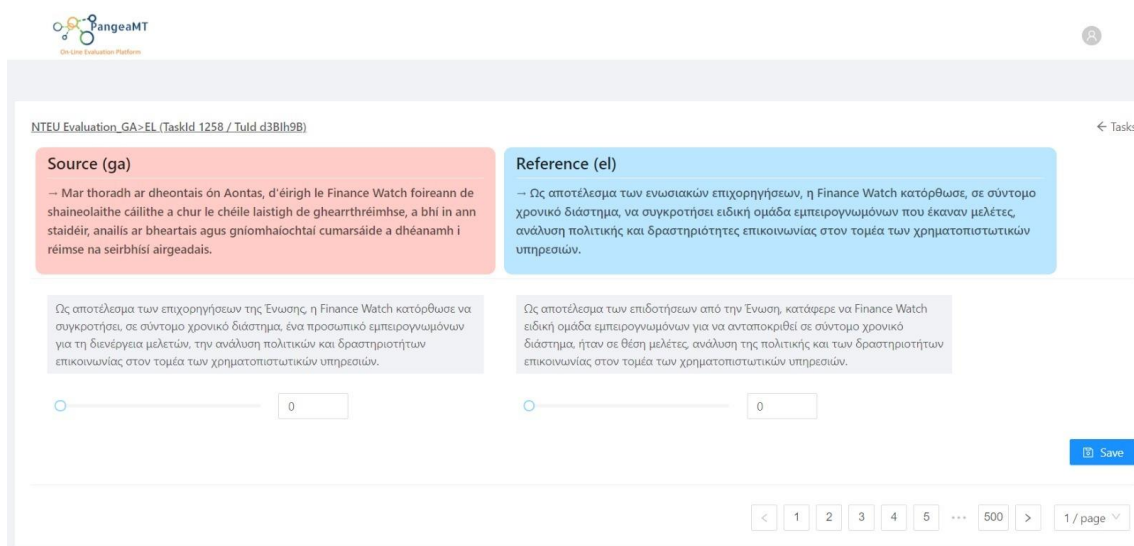 PangeaMT
On-Line Evaluation Platform
NTEU Evaluation_GA>EL (TaskId 1258 / TuId d3BIh9B)
← Tasks
Source (ga)
→ Mar thoradh ar dheontais ón Aontas, d'éirigh le Finance Watch foireann de
shaineolaithe cáilithe a chur le chéile laistigh de ghearrthréimhse, a bhí in ann
staidéir, anailís ar bheartais agus gníomhaíochtaí cumarsáide a dhéanamh i
réimse na seirbhísí airgeadais.
Reference (el)
→ Ως αποτέλεσμα των ενωσιακών επιχορηγήσεων, η Finance Watch κατόρθωσε, σε σύντομο
χρονικό διάστημα, να συγκροτήσει ειδική ομάδα εμπειρογνωμόνων που έκαναν μελέτες,
ανάλυση πολιτικής και δραστηριότητες επικοινωνίας στον τομέα των χρηματοπιστωτικών
υπηρεσιών.
Ως αποτέλεσμα των επιχορηγήσεων της Ένωσης, η Finance Watch κατόρθωσε να
συγκροτήσει, σε σύντομο χρονικό διάστημα, ένα προσωπικό εμπειρογνωμόνων
για τη διενέργεια μελετών, την ανάλυση πολιτικών και δραστηριοτήτων
επικοινωνίας στον τομέα των χρηματοπιστωτικών υπηρεσιών.
Ως αποτέλεσμα των επιδοτήσεων από την Ένωση, κατάφερε να Finance Watch
ειδική ομάδα εμπειρογνωμόνων για να ανταποκριθεί σε σύντομο χρονικό
διάστημα, ήταν σε θέση μελέτες, ανάλυση της πολιτικής και των δραστηριοτήτων
επικοινωνίας στον τομέα των χρηματοπιστωτικών υπηρεσιών.
0
0
Save
< 1 2 3 4 5 ••• 500 > 1 / page